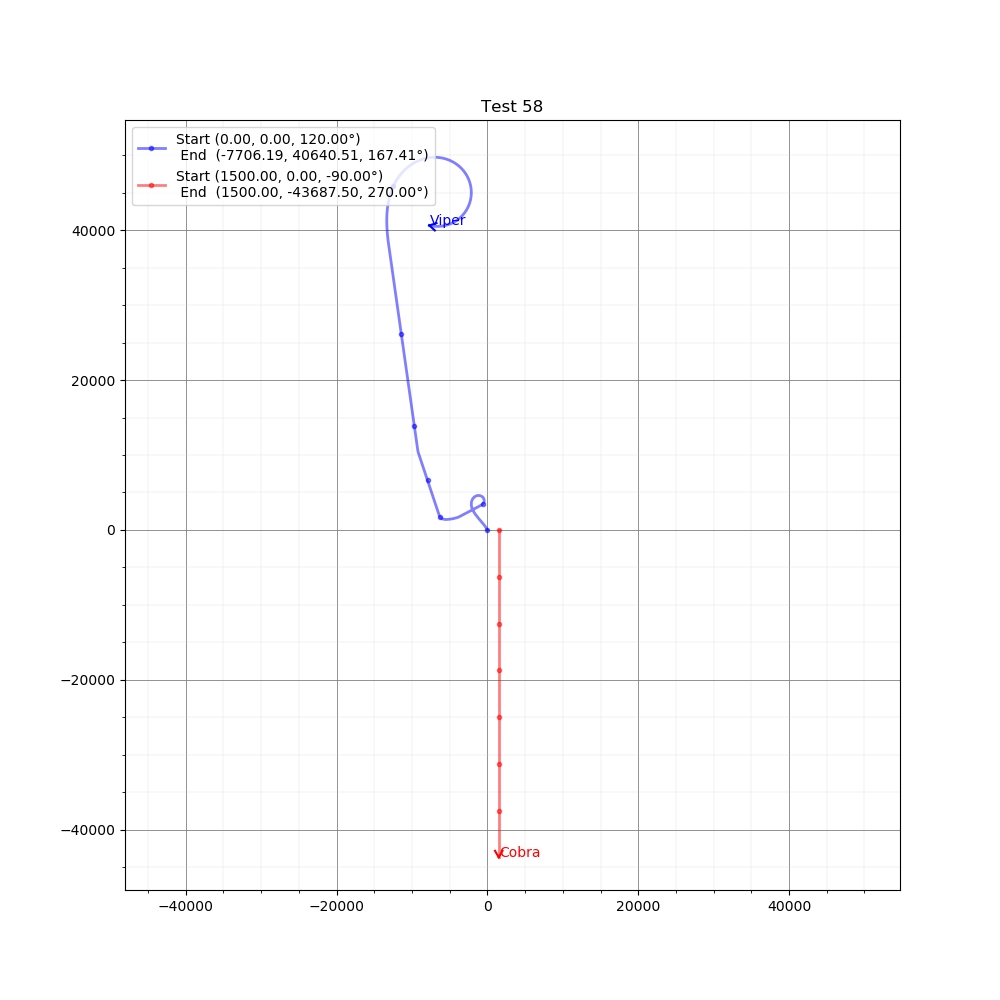 Test 58
Start (0.00, 0.00, 120.00°)
End  (-7706.19, 40640.51, 167.41°)
Start (1500.00, 0.00, -90.00°)
End  (1500.00, -43687.50, 270.00°)
Viper
Cobra
40000
20000
0
−20000
−40000
−40000
−20000
0
20000
40000